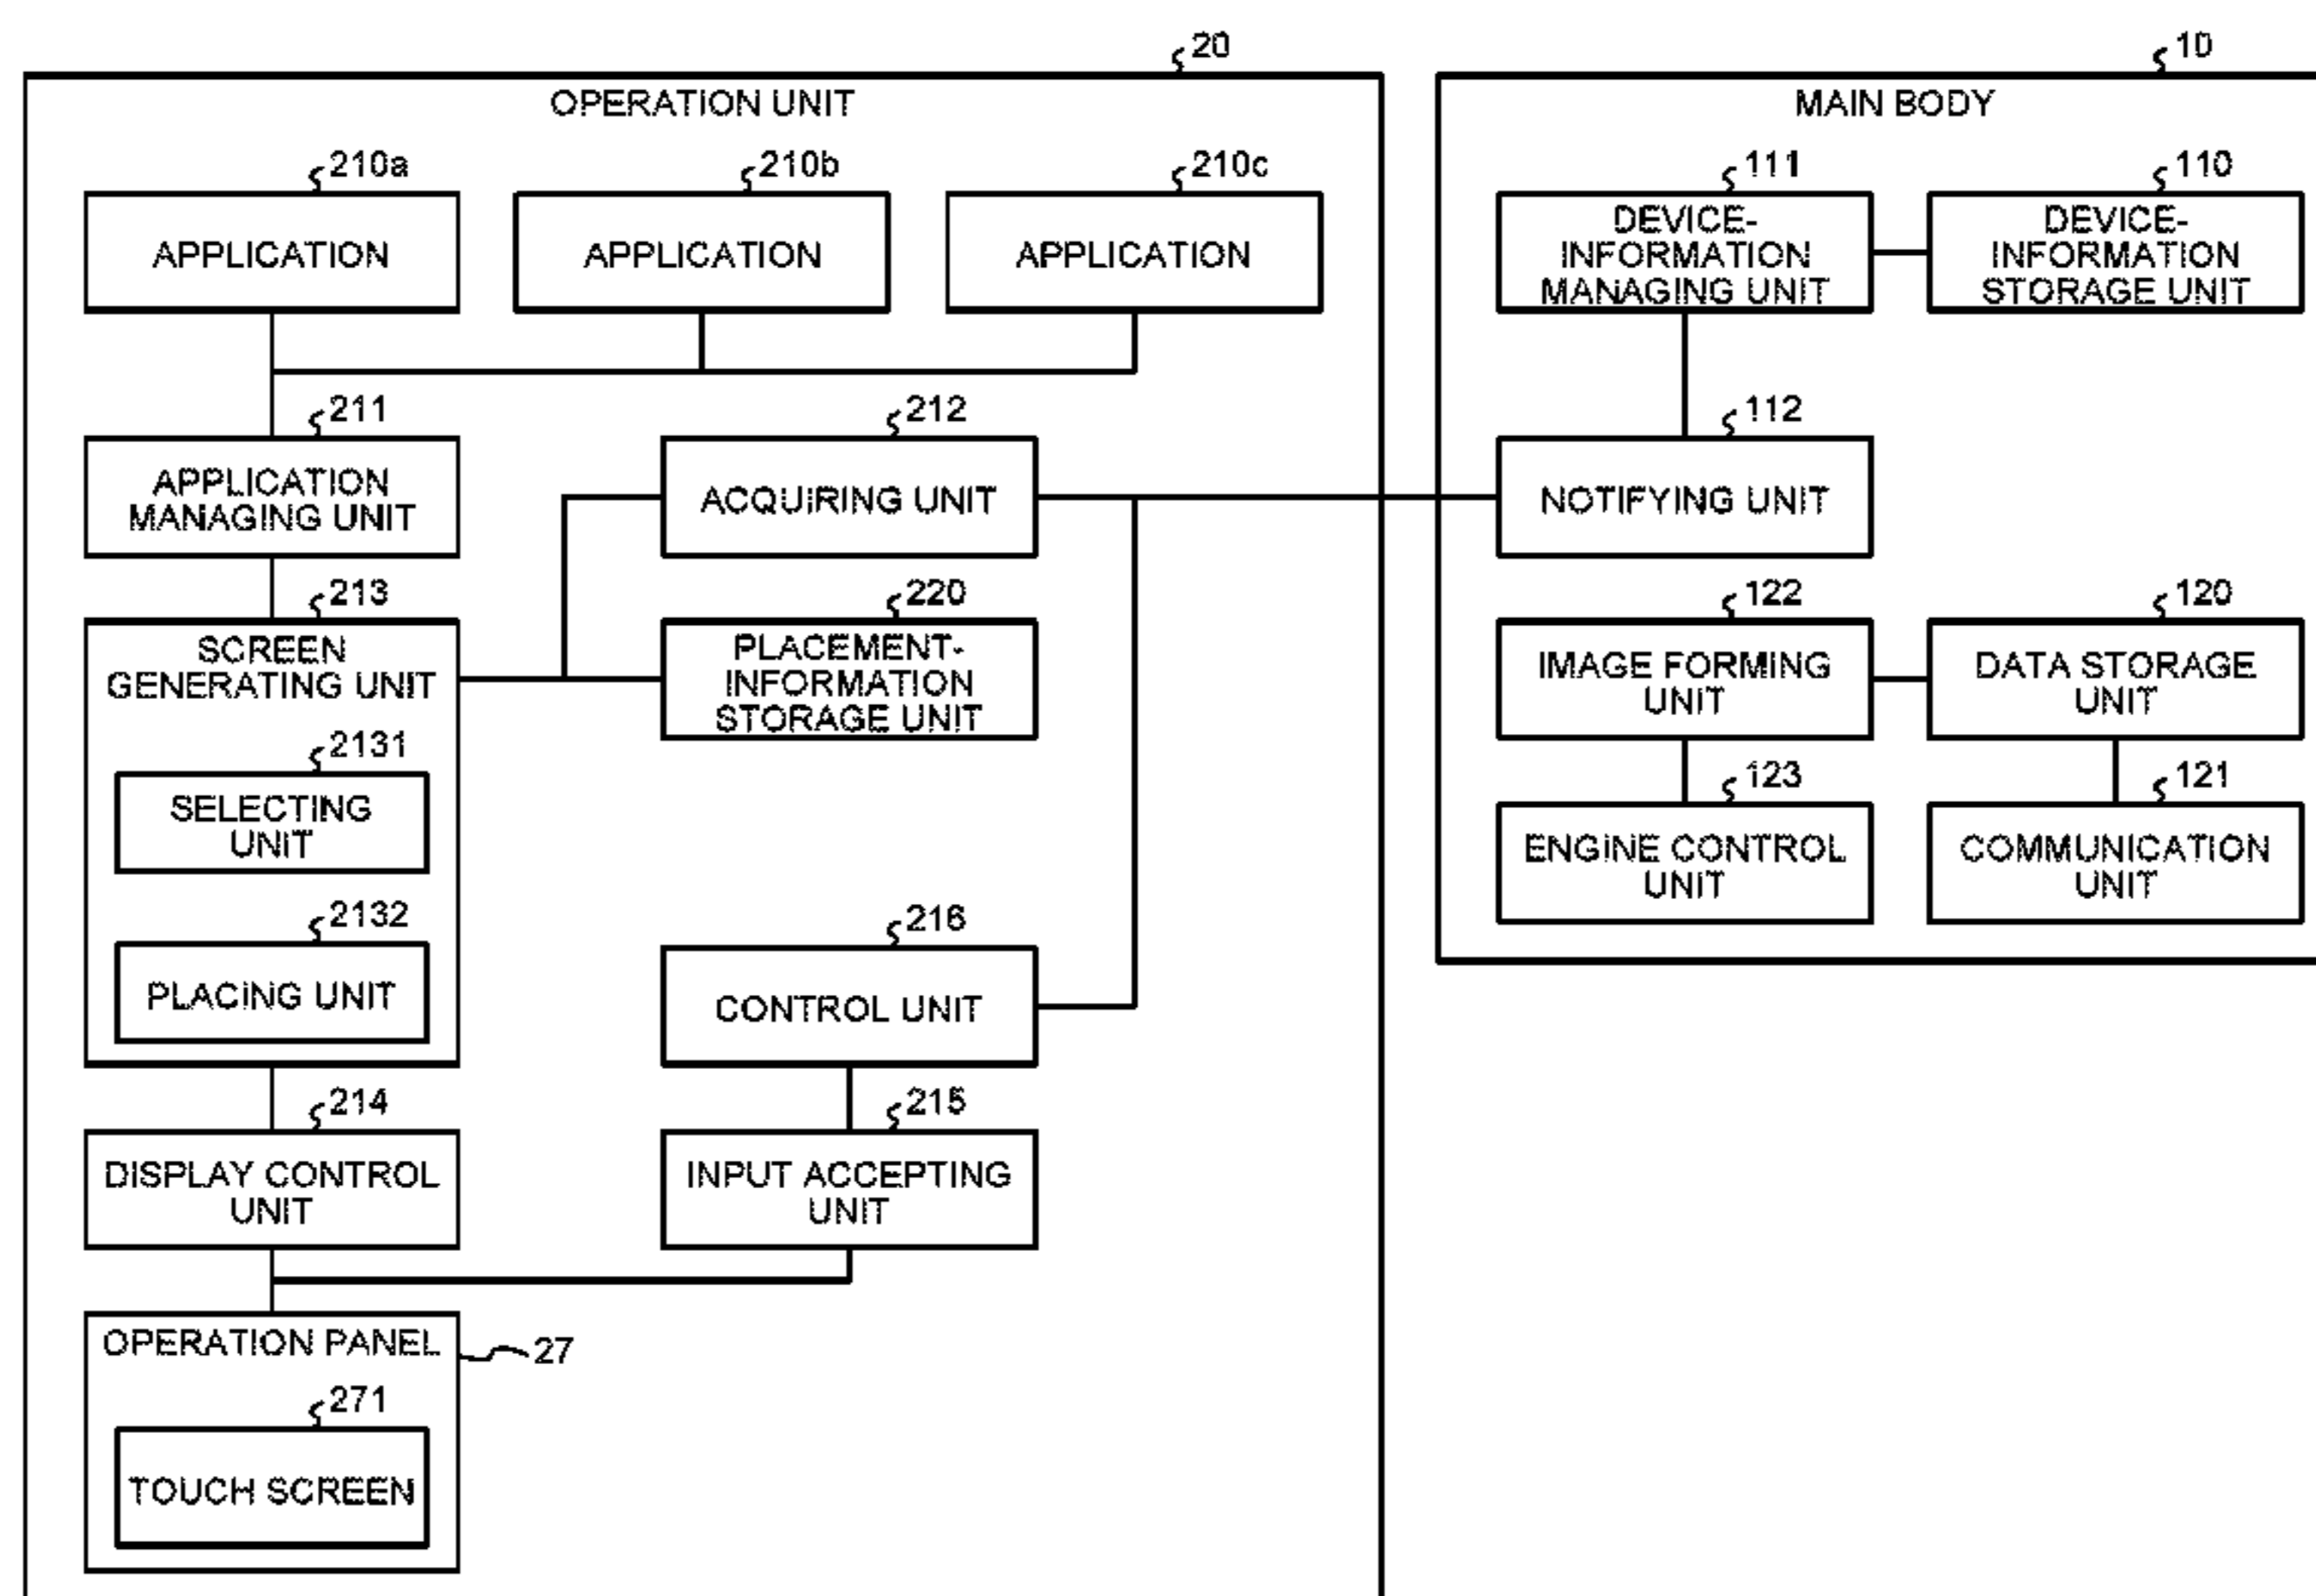 20
10
OPERATION UNIT
MAIN BODY
210a
210b
210c
111
110
APPLICATION
APPLICATION
APPLICATION
DEVICE-
INFORMATION
MANAGING UNIT
DEVICE-
INFORMATION
STORAGE UNIT
211
212
112
APPLICATION
MANAGING UNIT
ACQUIRING UNIT
NOTIFYING UNIT
213
220
122
120
SCREEN
GENERATING UNIT
PLACEMENT-
INFORMATION
STORAGE UNIT
IMAGE FORMING
UNIT
DATA STORAGE
UNIT
2131
123
121
SELECTING
UNIT
ENGINE CONTROL
UNIT
COMMUNICATION
UNIT
2132
216
PLACING UNIT
CONTROL UNIT
214
215
DISPLAY CONTROL
UNIT
INPUT ACCEPTING
UNIT
OPERATION PANEL
27
271
TOUCH SCREEN